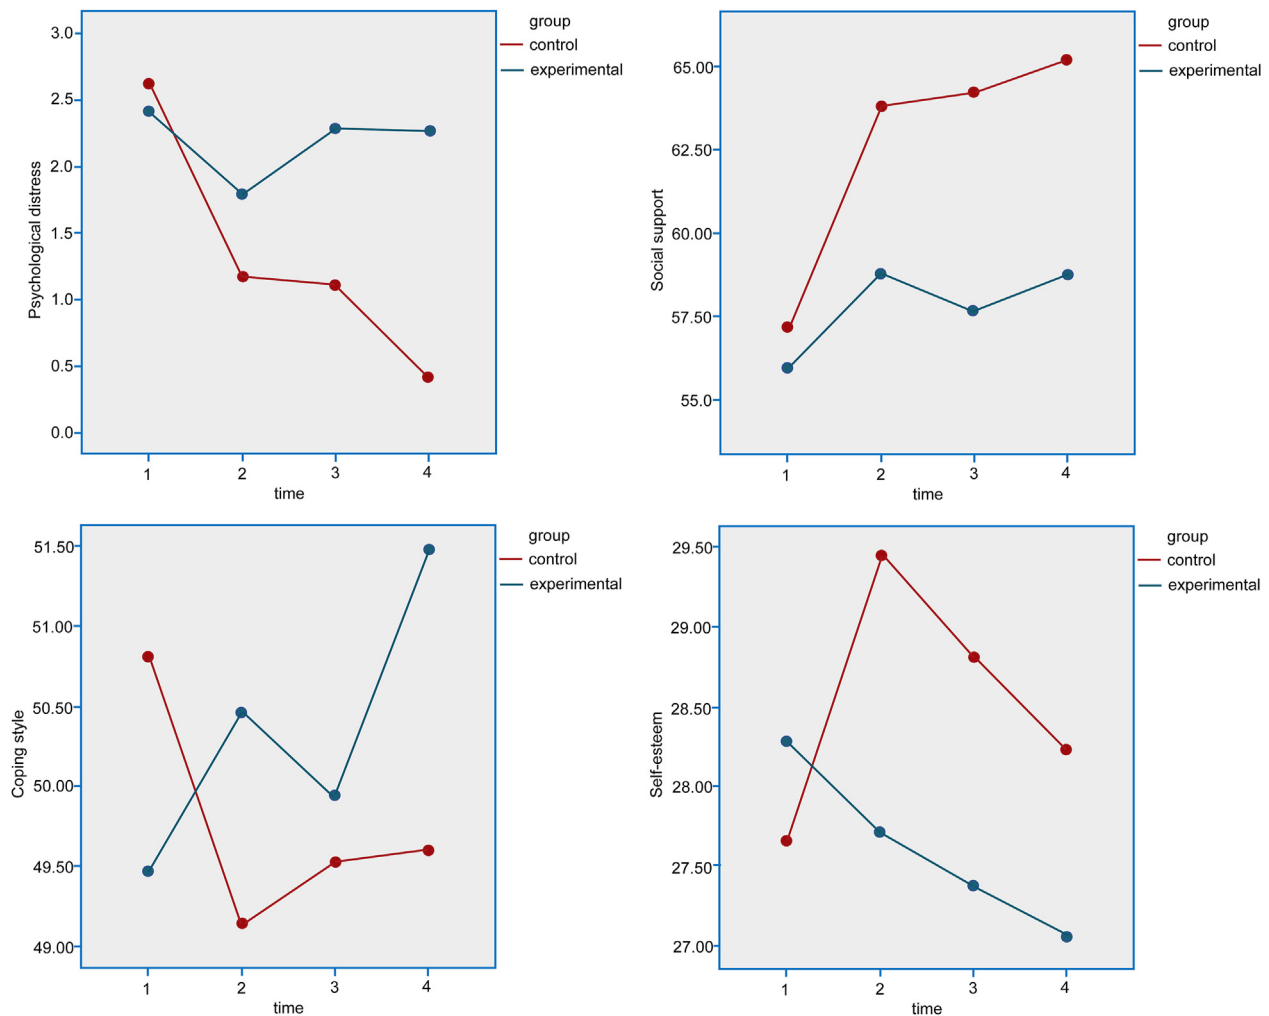 group
control
experimental
3.0
2.5
2.0
1.5
1.0
0.5
0.0
Psychological distress
1 2 3 4
time
group
control
experimental
65.00
62.50
60.00
57.50
55.0
Social support
1 2 3 4
time
group
control
experimental
51.50
51.00
50.50
50.00
49.50
49.00
Coping style
1 2 3 4
time
group
control
experimental
29.50
29.00
28.50
28.00
27.50
27.00
Self-esteem
1 2 3 4
time